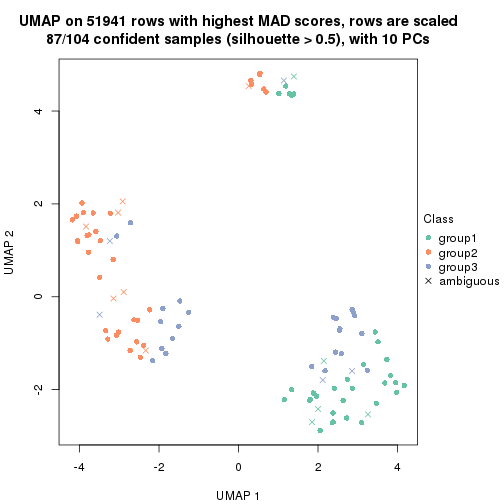 UMAP on 51941 rows with highest MAD scores, rows are scaled
87/104 confident samples (silhouette > 0.5), with 10 PCs
4
2
0
-2
UMAP 2
-4
-2
0
2
4
UMAP 1
Class
group1
group2
group3
ambiguous